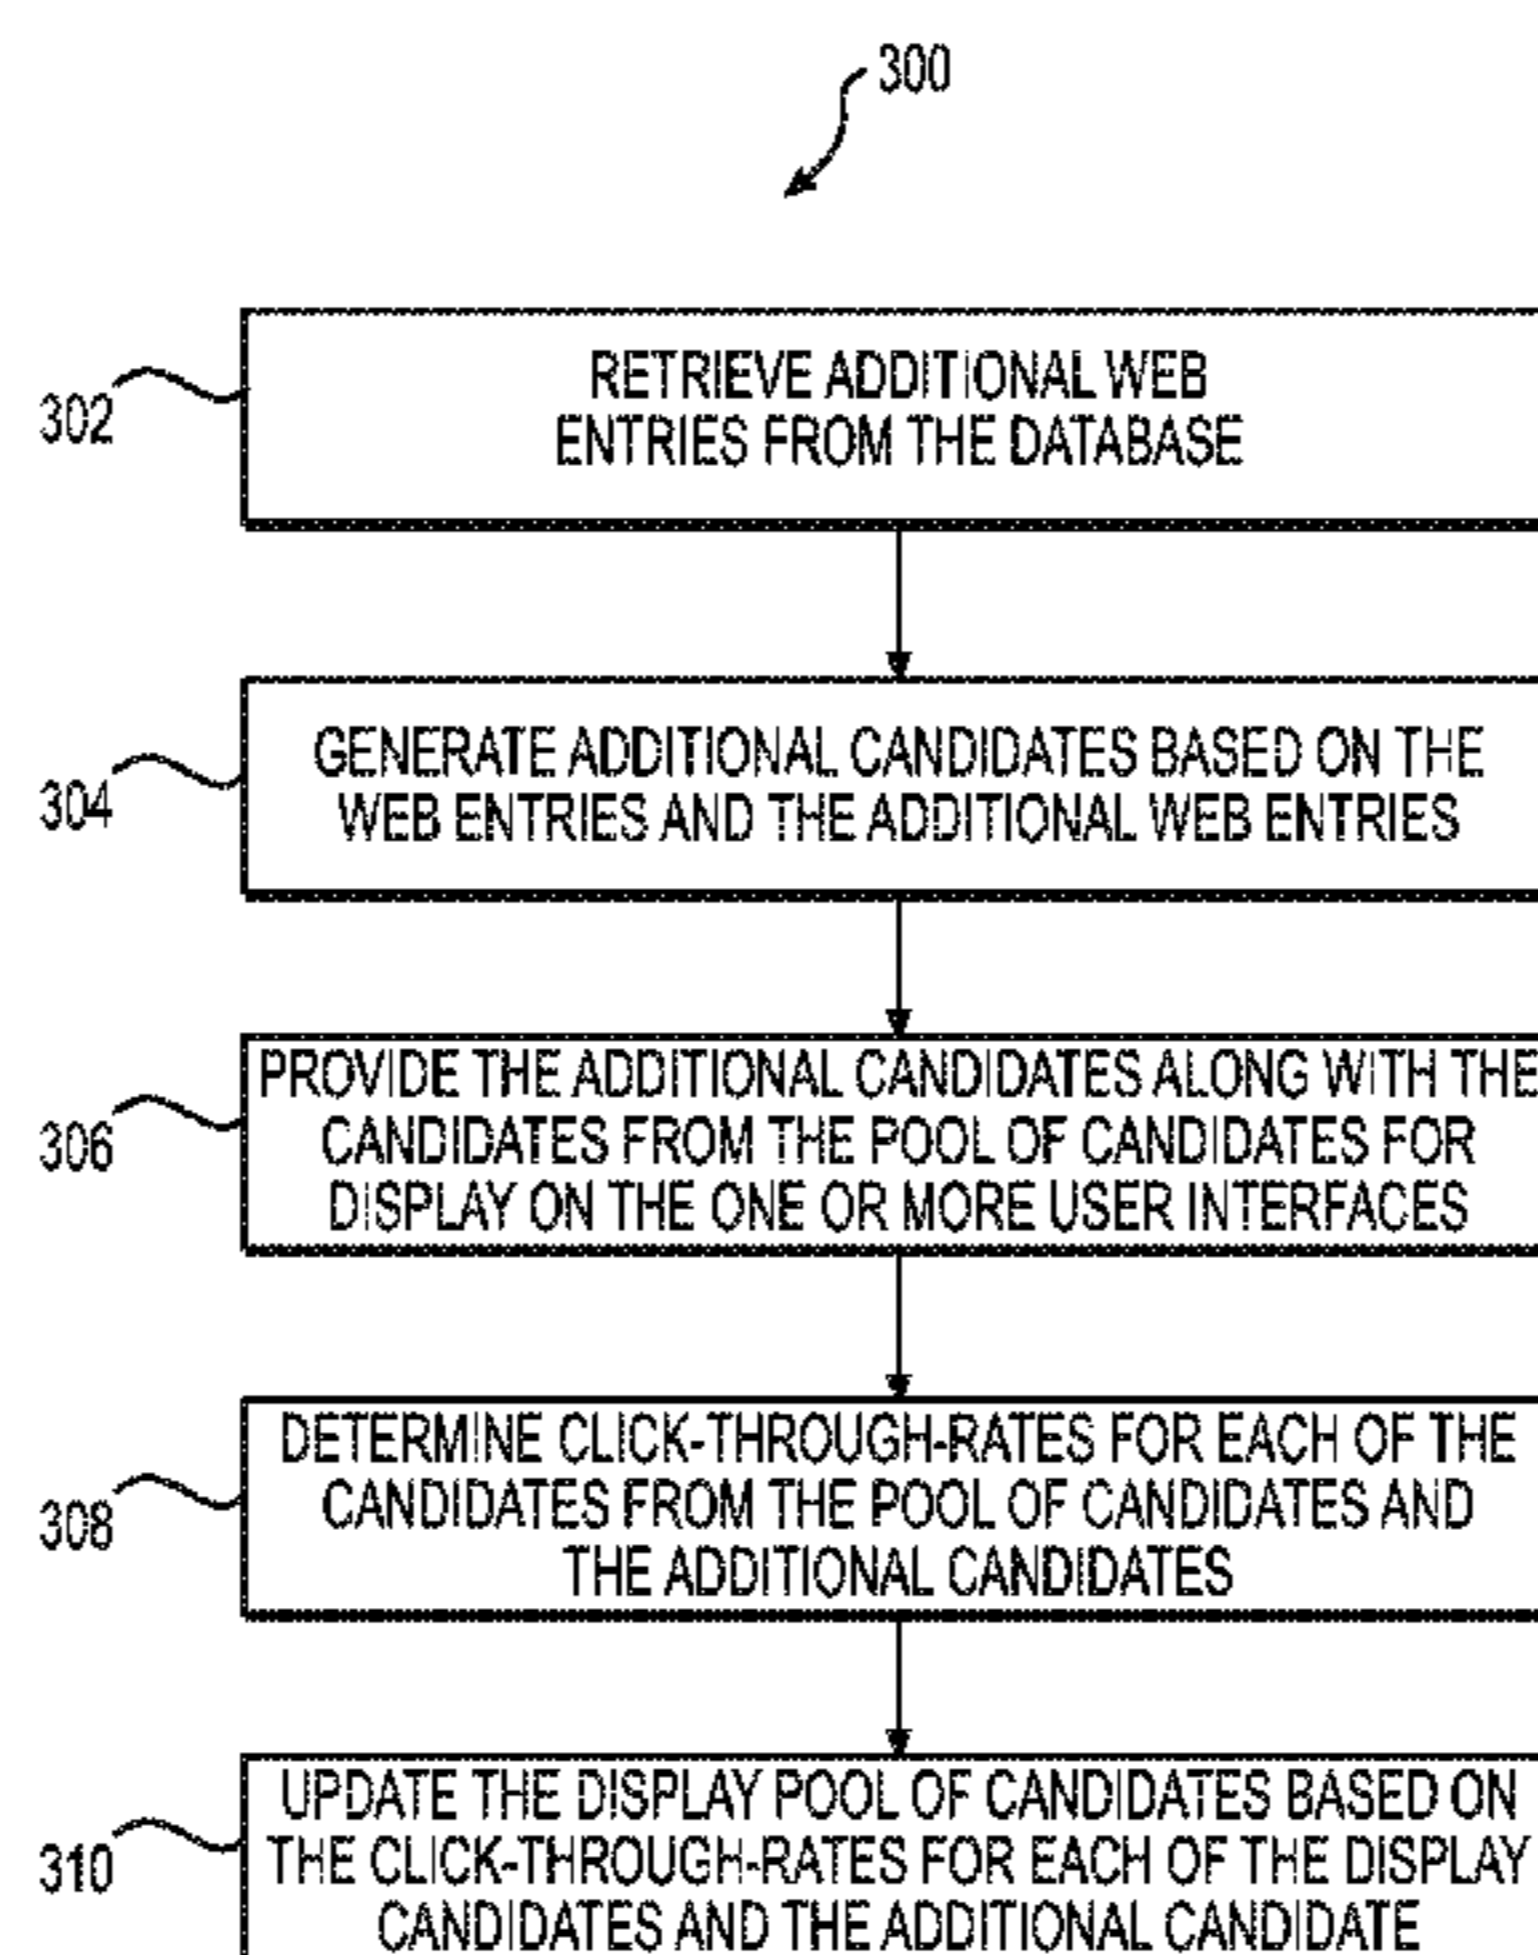 300
302
RETRIEVE ADDITIONAL WEB
ENTRIES FROM THE DATABASE
304
GENERATE ADDITIONAL CANDIDATES BASED ON THE
WEB ENTRIES AND THE ADDITIONAL WEB ENTRIES
306
PROVIDE THE ADDITIONAL CANDIDATES ALONG WITH THE
CANDIDATES FROM THE POOL OF CANDIDATES FOR
DISPLAY ON THE ONE OR MORE USER INTERFACES
308
DETERMINE CLICK-THROUGH-RATES FOR EACH OF THE
CANDIDATES FROM THE POOL OF CANDIDATES AND
THE ADDITIONAL CANDIDATES
310
UPDATE THE DISPLAY POOL OF CANDIDATES BASED ON
THE CLICK-THROUGH-RATES FOR EACH OF THE DISPLAY
CANDIDATES AND THE ADDITIONAL CANDIDATE